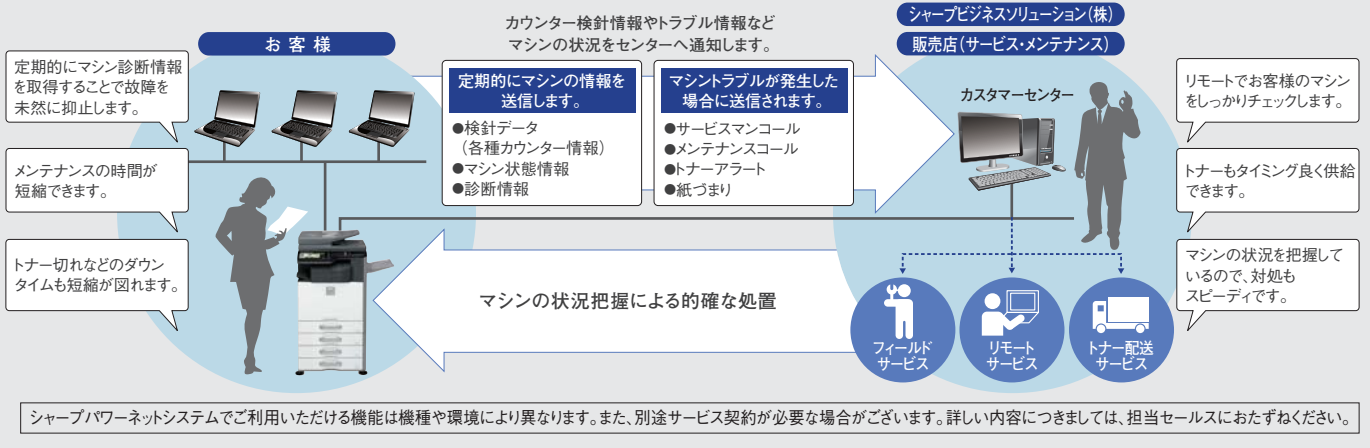 お客様
定期的にマシン診断情報
を取得することで故障を
未然に抑止します。
メンテナンスの時間が
短縮できます。
トナー切れなどのダウン
タイムも短縮が図れます。
カウンター検針情報やトラブル情報など
マシンの状況をセンターへ通知します。
定期的にマシンの情報を
送信します。
●検針データ
（各種カウンター情報）
●マシン状態情報
●診断情報
マシントラブルが発生した
場合に送信されます。
●サービスマンコール
●メンテナンスコール
●トナーアラート
●紙づまり
マシンの状況把握による的確な処置
シャープビジネスソリューション（株）
販売店（サービス・メンテナンス）
カスタマーセンター
リモートでお客様のマシン
をしっかりチェックします。
トナーもタイミング良く供給
できます。
マシンの状況を把握して
いるので、対処も
スピーディです。
フィールド
サービス
リモート
サービス
トナー配送
サービス
シャープパワーネットシステムでご利用いただける機能は機種や環境により異なります。また、別途サービス契約が必要な場合がございます。詳しい内容につきましては、担当セールスにおたずねください。